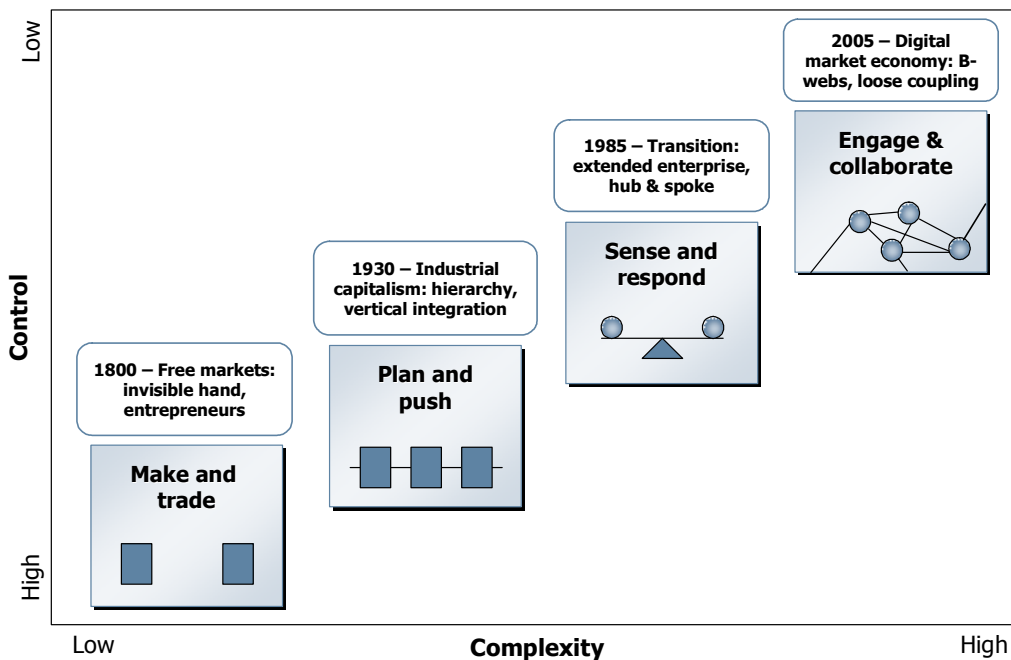 Low
2005 – Digital
market economy: B-
webs, loose coupling
Engage &
collaborate
1985 – Transition:
extended enterprise,
hub & spoke
Sense and
respond
1930 – Industrial
capitalism: hierarchy,
vertical integration
Plan and
push
1800 – Free markets:
invisible hand,
entrepreneurs
Make and
trade
Control
High
Low
Complexity
High